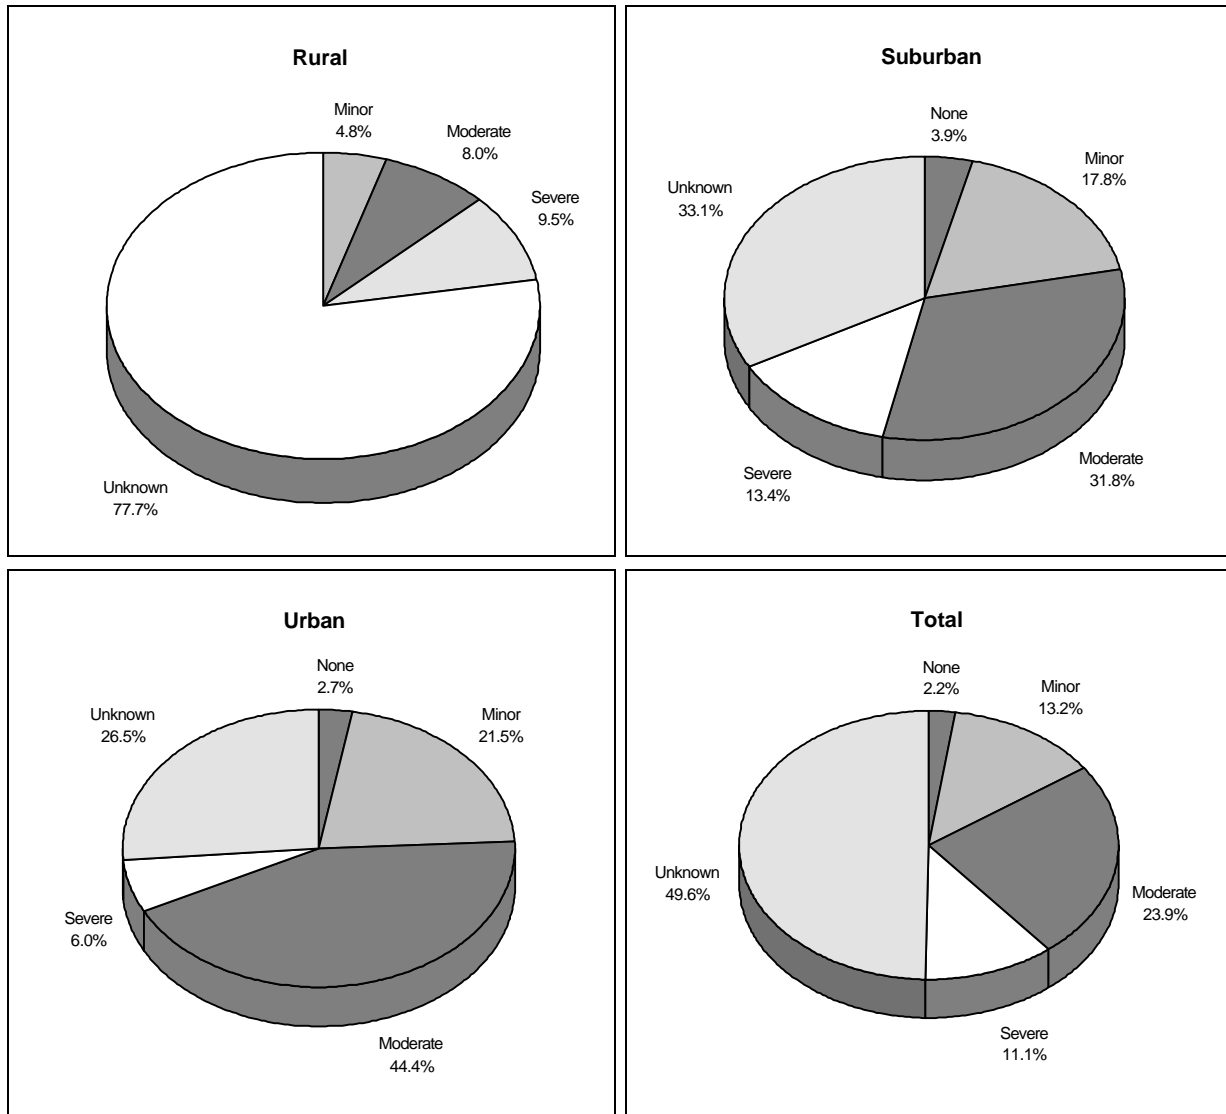 Rural
Minor
4.8%
Moderate
8.0%
Severe
9.5%
Unknown
77.7%
Suburban
None
3.9%
Minor
17.8%
Unknown
33.1%
Severe
13.4%
Moderate
31.8%
Urban
None
2.7%
Unknown
26.5%
Minor
21.5%
Severe
6.0%
Moderate
44.4%
Total
None
2.2%
Minor
13.2%
Unknown
49.6%
Moderate
23.9%
Severe
11.1%